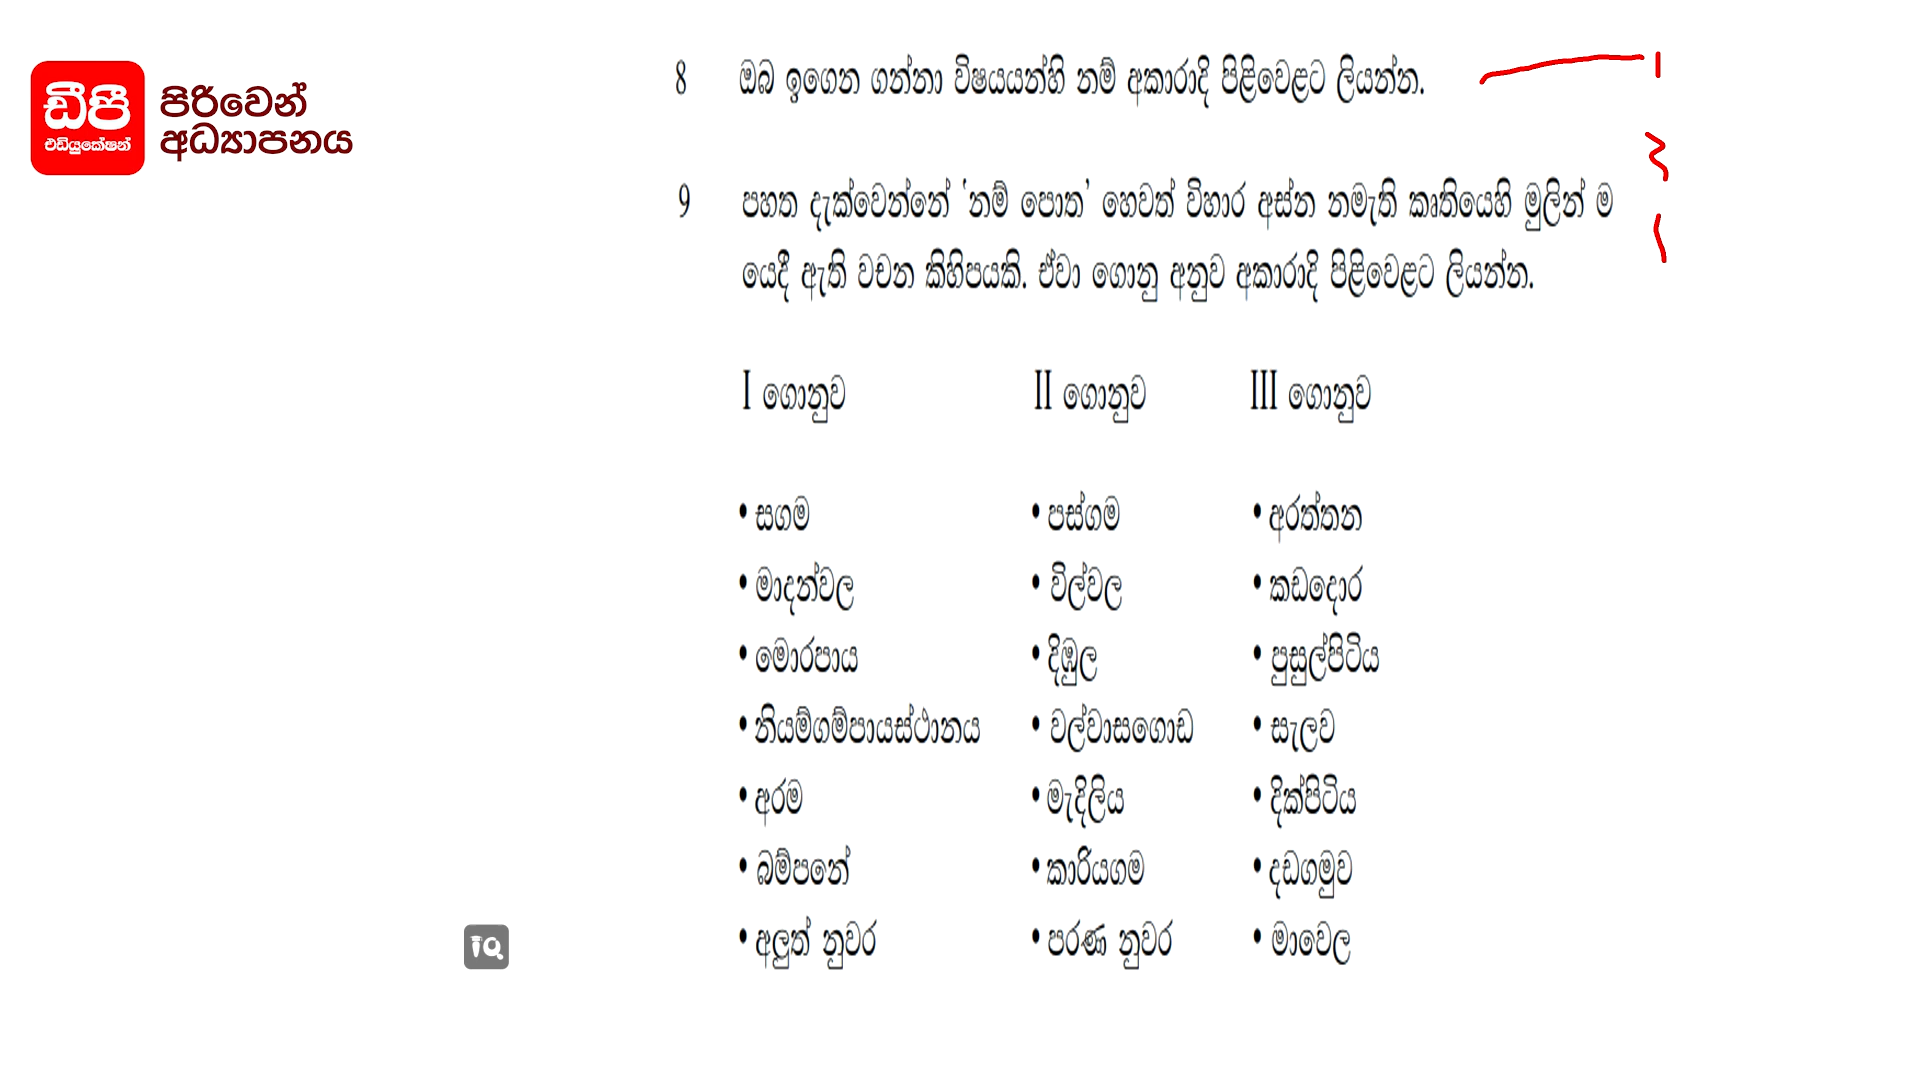 ඩීපී
එඩියුකේෂන්
පිරිවෙන්
අධ්‍යාපනය
8 ඔබ ඉගෙන ගන්නා විෂයයන්හි නම් අකාරාදි පිළිවෙළට ලියන්න.
9 පහත දැක්වෙන්නේ ‘නම් පොත’ හෙවත් විහාර අස්න නමැති කෘතියෙහි මුලින් ම
යෙදී ඇති වචන කිහිපයකි. ඒවා ගොනු අනුව අකාරාදි පිළිවෙළට ලියන්න.
I ගොනුව II ගොනුව III ගොනුව
• සගම • පස්ගම • අරත්තන
• මාදන්වල • විල්වල • කඩදොර
• මොරපාය • දිඹුල • පුසුල්පිටිය
• නියම්ගම්පායස්ථානය • වල්වාසගොඩ • සැලව
• අරම • මැදිලිය • දික්පිටිය
• බම්පනේ • කාරියගම • දඩගමුව
• අලුත් නුවර • පරණ නුවර • මාවෙල